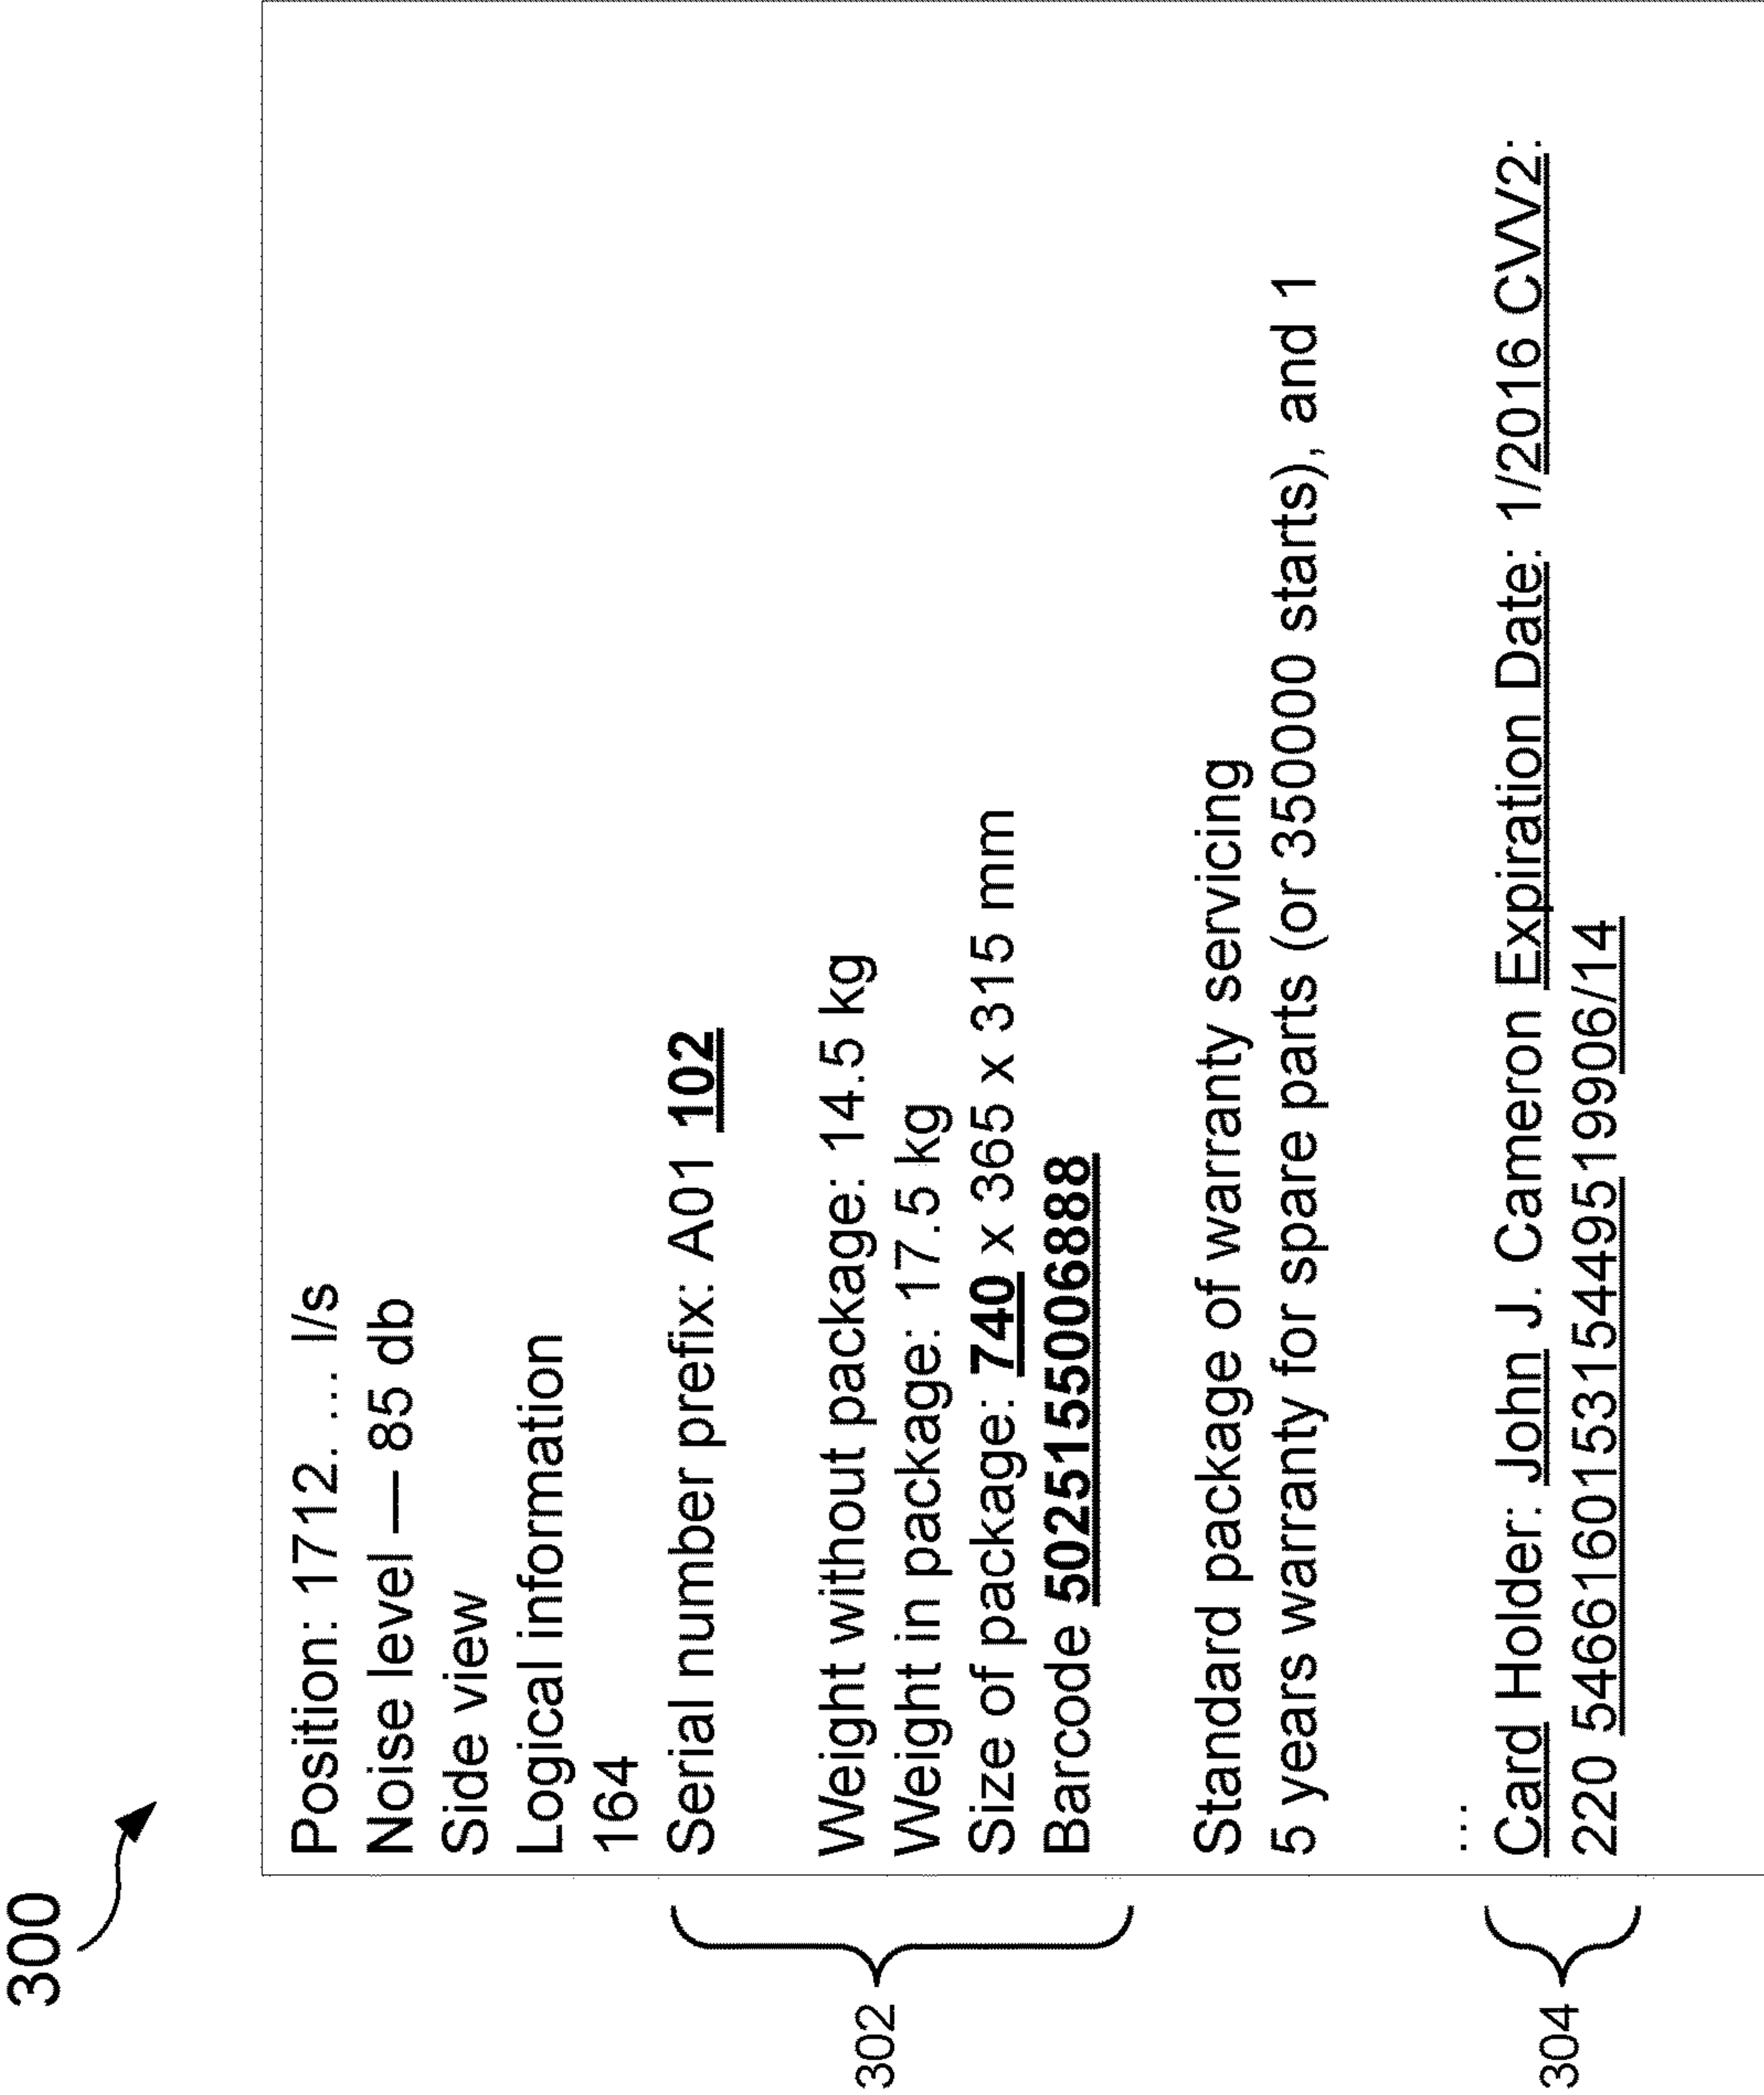 300
Position: 1712. ... l/s
Noise level — 85 db
Side view
Logical information
164
Serial number prefix: A01 102
Weight without package: 14.5 kg
Weight in package: 17.5 kg
Size of package: 740 x 365 x 315 mm
Barcode 5025155006888
302
Standard package of warranty servicing
5 years warranty for spare parts (or 350000 starts), and 1
...
Card Holder: John J. Cameron Expiration Date: 1/2016 CVV2:
220 546616015315449519906/14
304